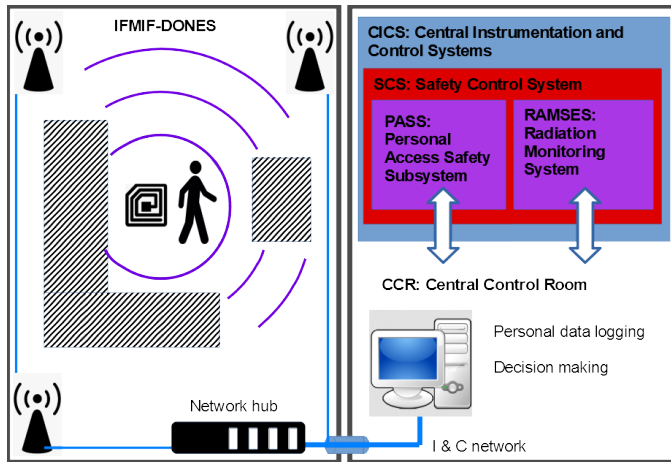 IFMIF-DONES
Network hub
CICS: Central Instrumentation and
Control Systems
SCS: Safety Control System
PASS:
Personal
Access Safety
Subsystem
RAMSES:
Radiation
Monitoring
System
CCR: Central Control Room
Personal data logging
Decision making
I & C network